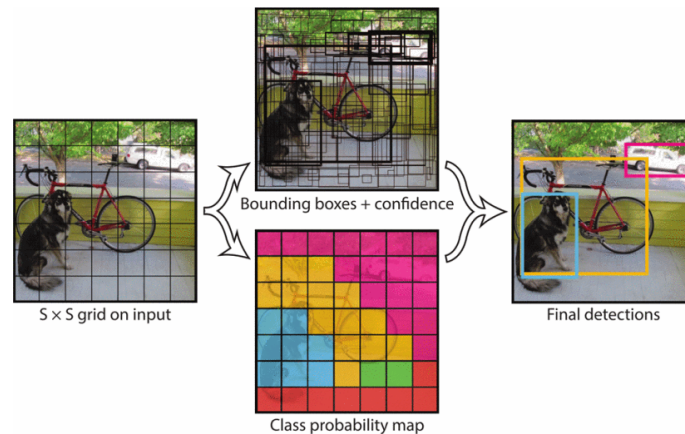 Bounding boxes + confidence
S × S grid on input
Final detections
Class probability map